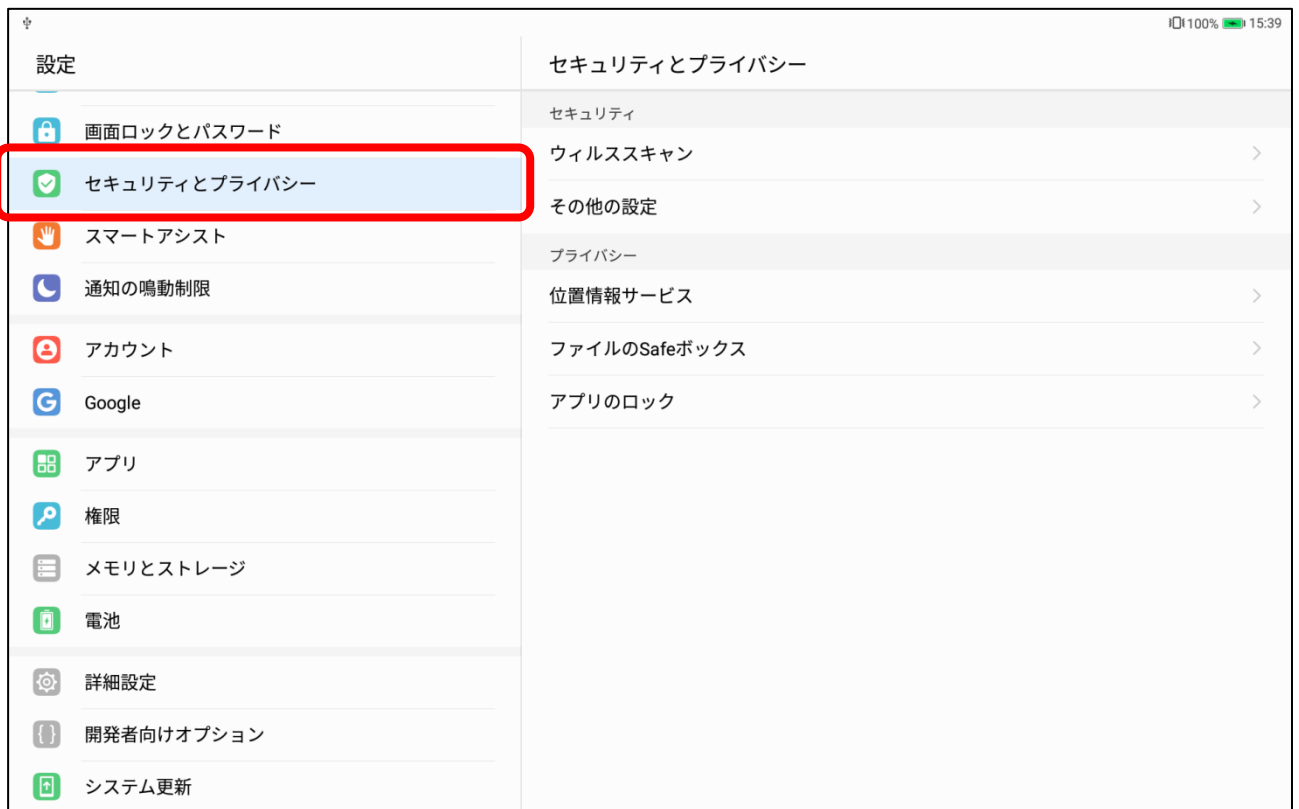 100% 15:39
設定
画面ロックとパスワード
セキュリティとプライバシー
スマートアシスト
通知の鳴動制限
アカウント
Google
アプリ
権限
メモリとストレージ
電池
詳細設定
開発者向けオプション
システム更新
セキュリティとプライバシー
セキュリティ
ウィルススキャン
その他の設定
プライバシー
位置情報サービス
ファイルのSafeボックス
アプリのロック